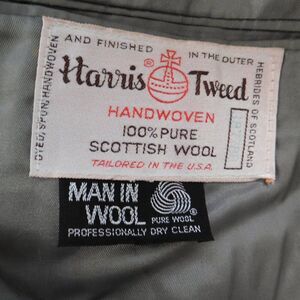 DYED, SPUN, HANDWOVEN
AND FINISHED IN THE OUTER
HEBRIDES OF SCOTLAND
Harris® Tweed
HANDWOVEN
100% PURE
SCOTTISH WOOL
TAILORED IN THE U.S.A.
MAN IN
WOOL
PURE WOOL
PROFESSIONALLY DRY CLEAN